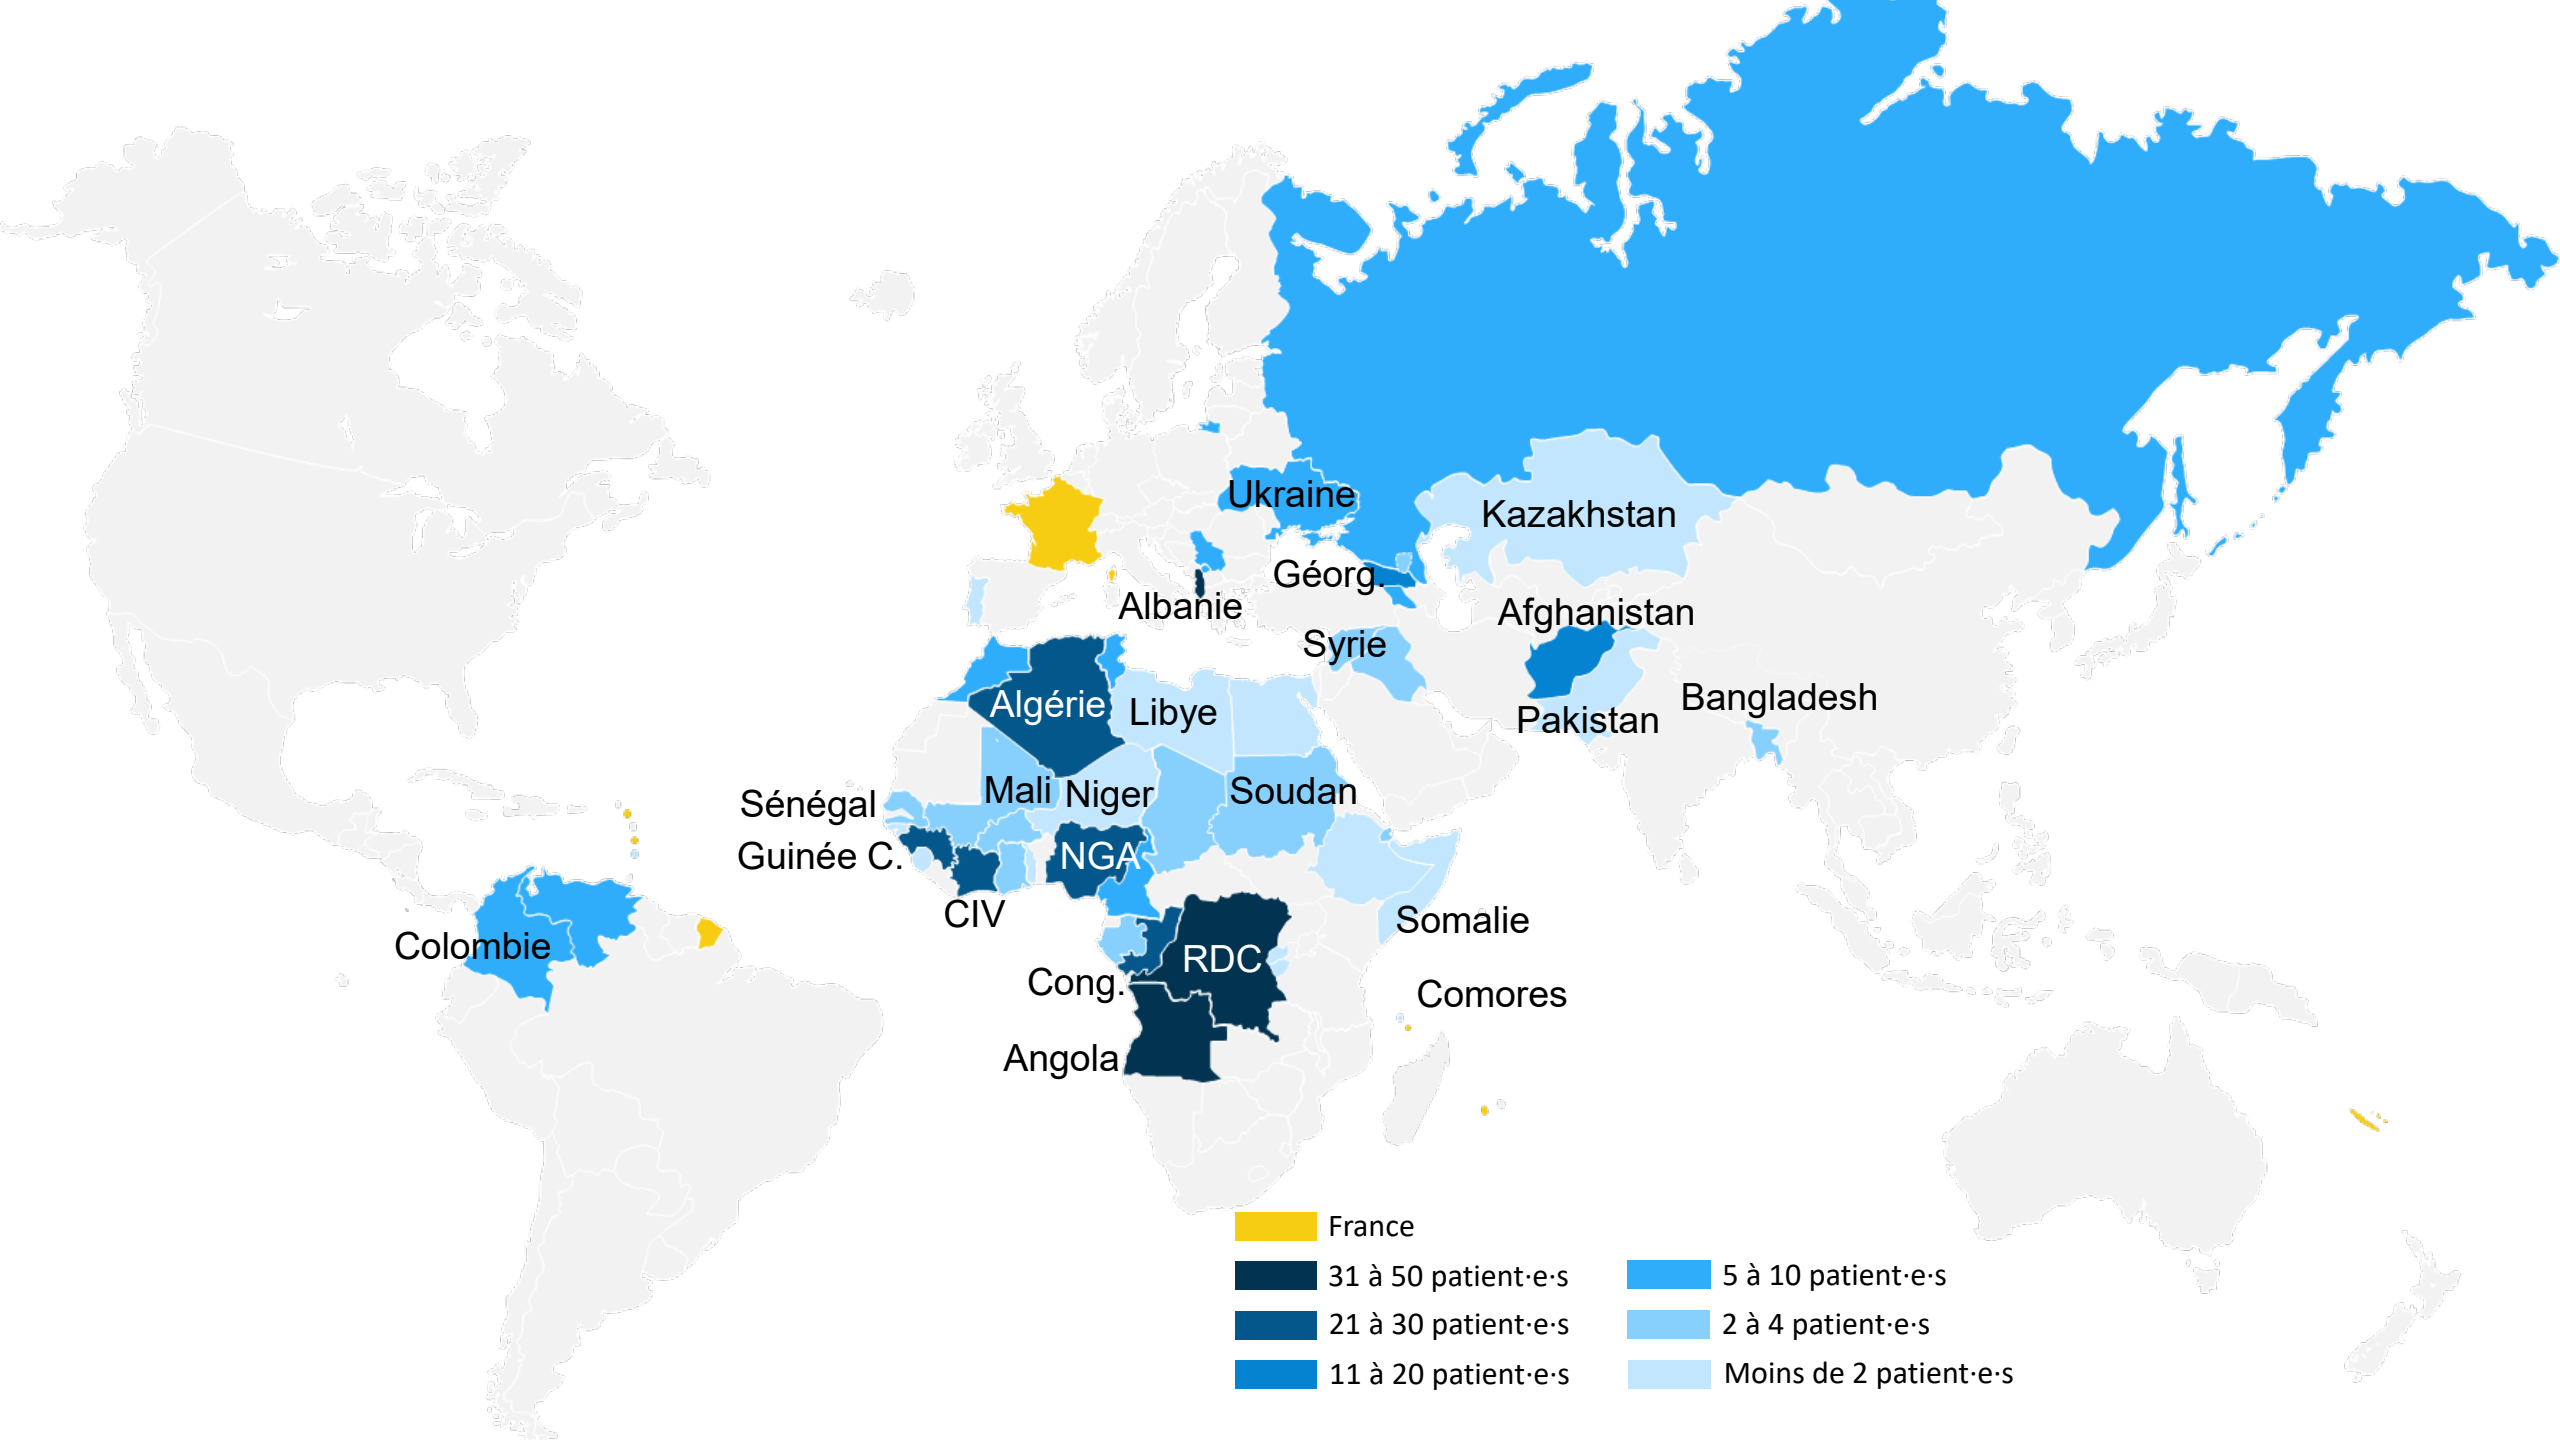 Ukraine
Kazakhstan
Géorg.
Albanie
Afghanistan
Syrie
Algérie
Libye
Bangladesh
Pakistan
Sénégal
Mali
Niger
Soudan
Guinée C.
NGA
CIV
Somalie
Colombie
RDC
Cong.
Comores
Angola
France
31 à 50 patient·e·s
21 à 30 patient·e·s
11 à 20 patient·e·s
5 à 10 patient·e·s
2 à 4 patient·e·s
Moins de 2 patient·e·s